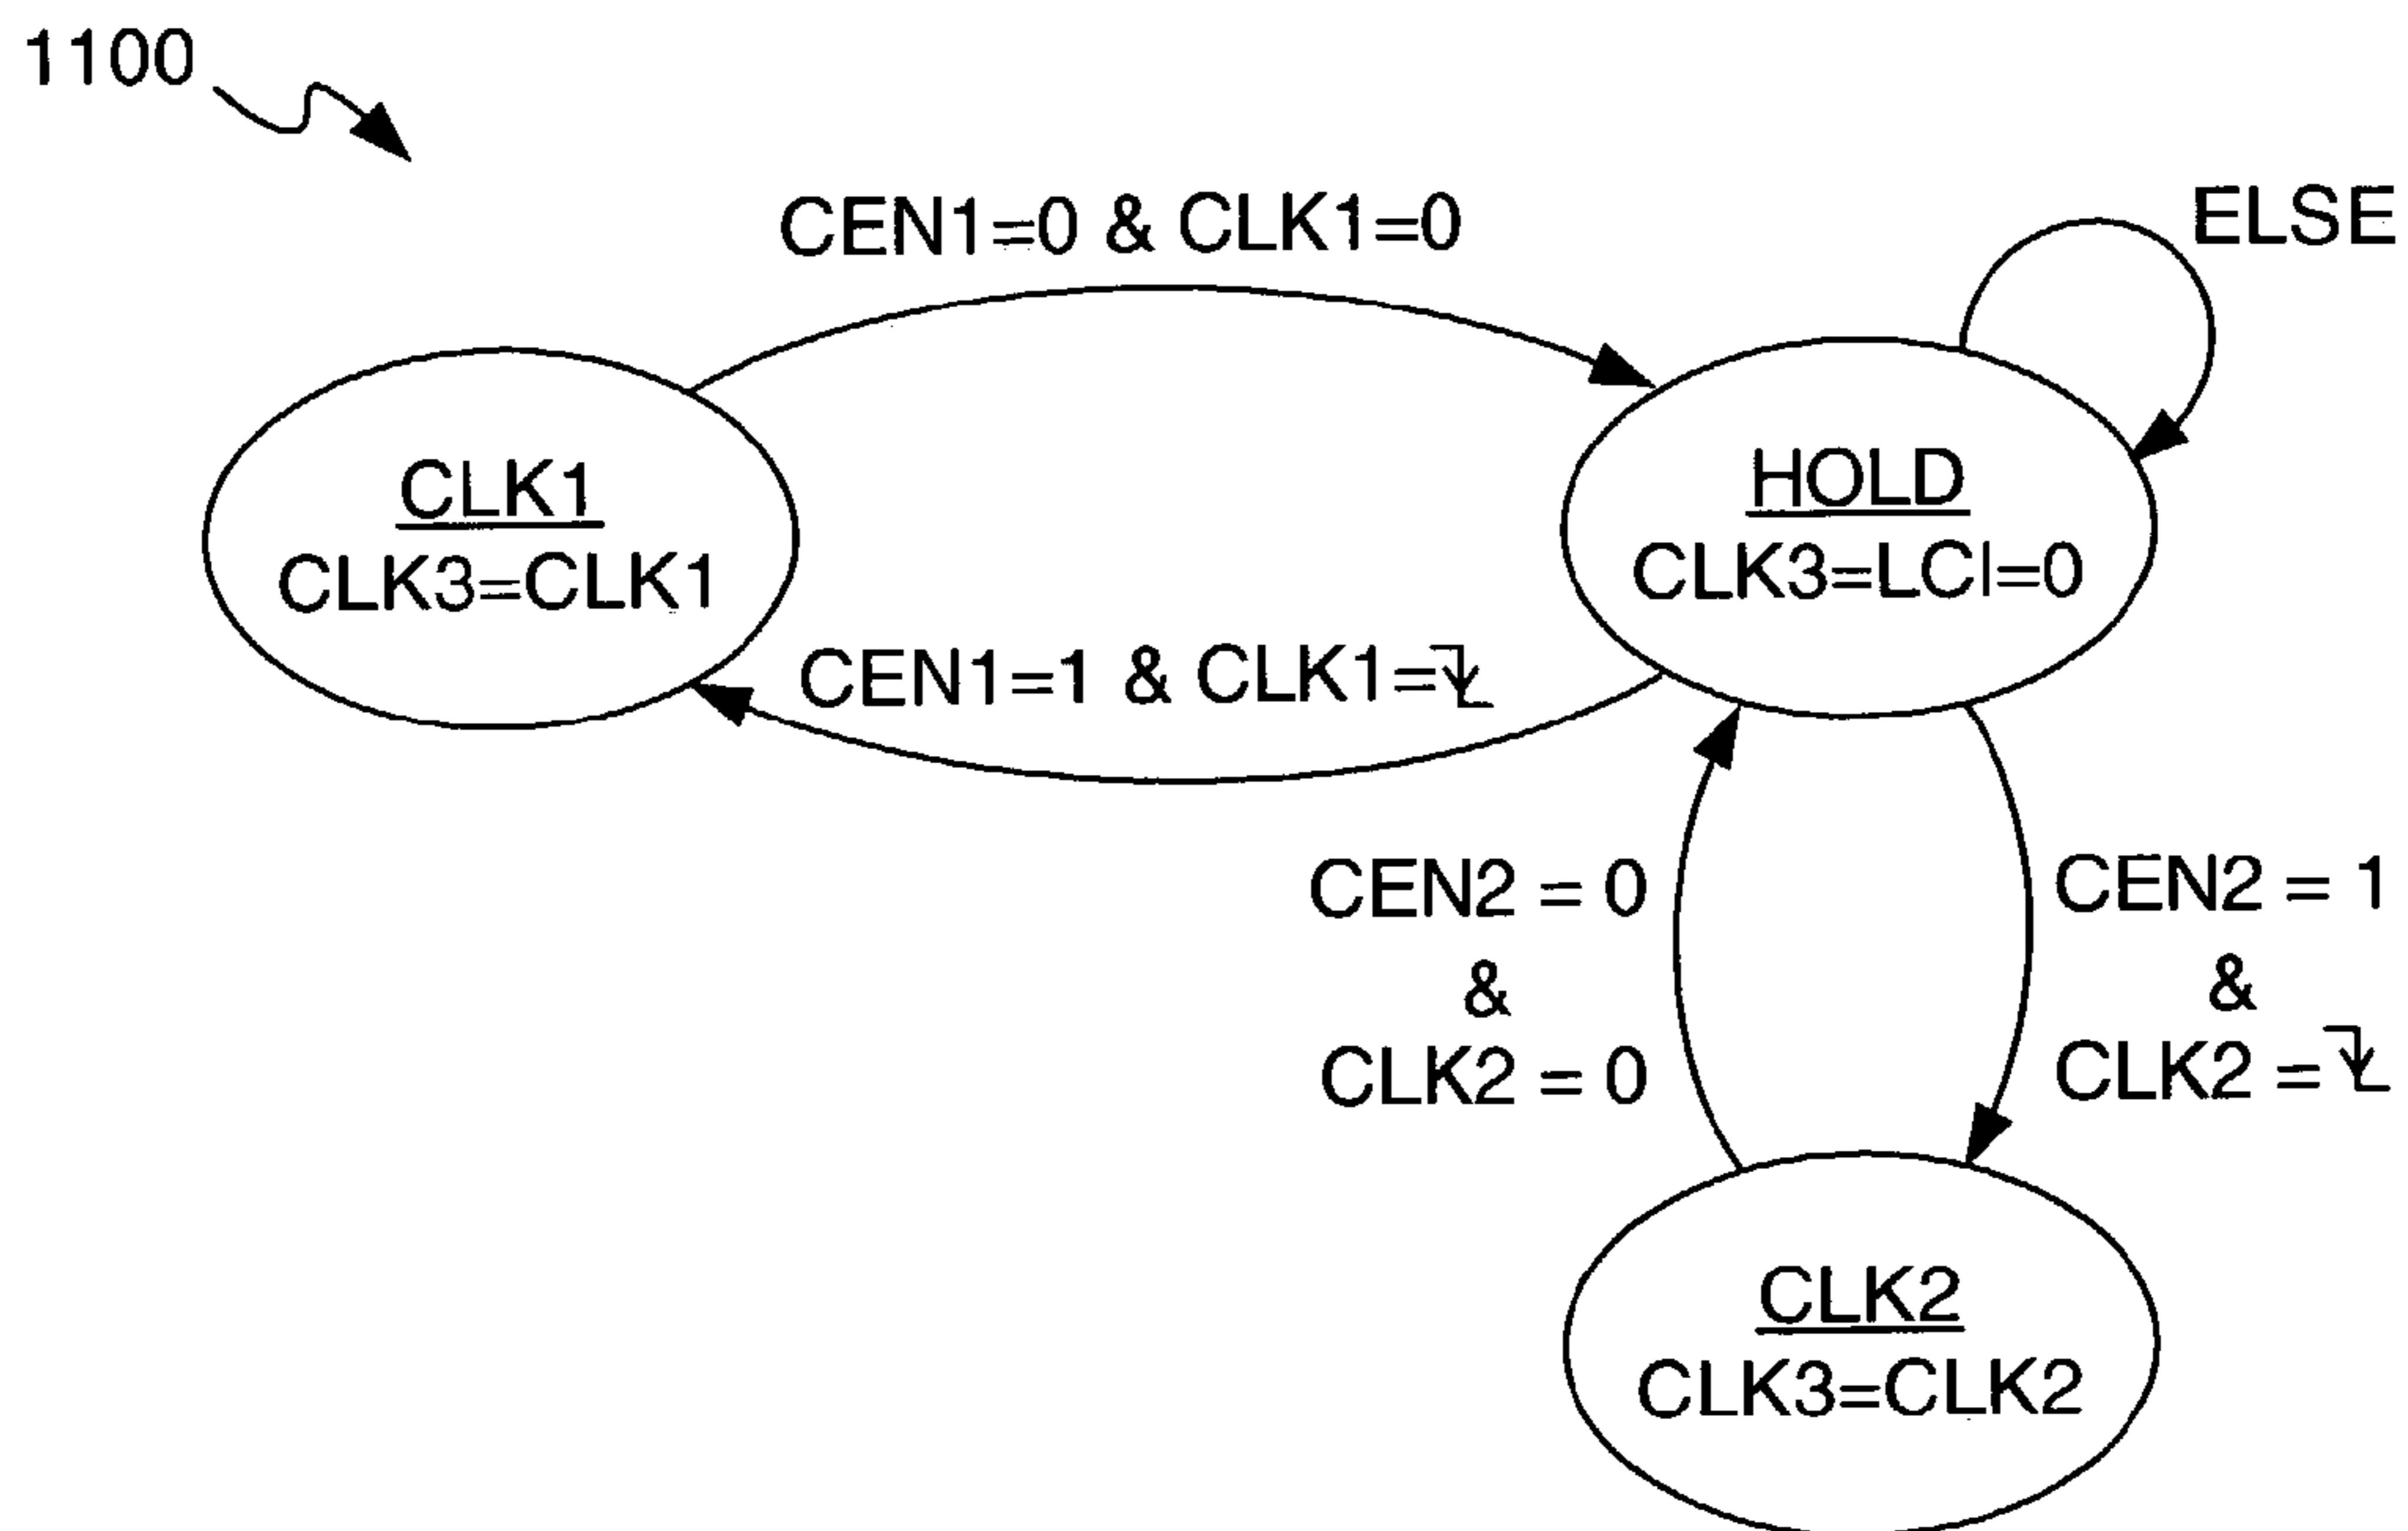 1100
CEN1=0 & CLK1=0
ELSE
CLK1
CLK3=CLK1
HOLD
CLK3=LCI=0
CEN1=1 & CLK1=
CEN2 = 0
&
CLK2 = 0
CEN2 = 1
&
CLK2 =
CLK2
CLK3=CLK2